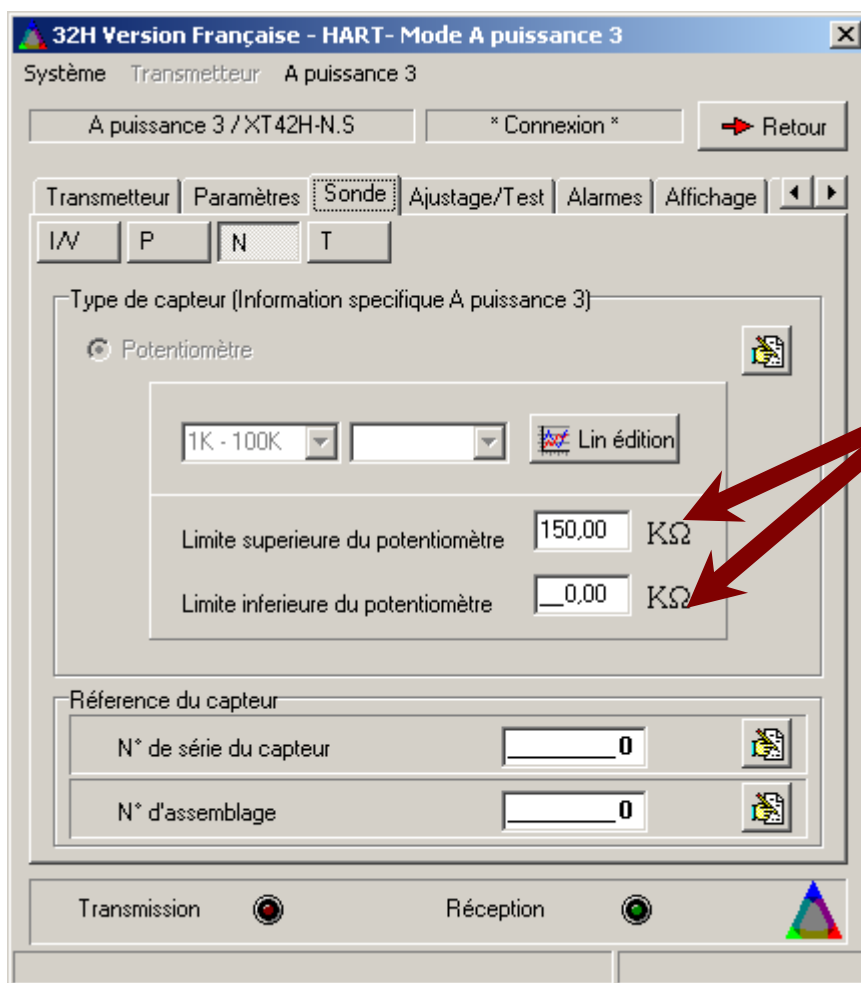 32H Version Française - HART- Mode A puissance 3
Système Transmetteur A puissance 3
A puissance 3 / XT42H-N.S * Connexion * Retour
Transmetteur Paramètres Sonde Ajustage/Test Alarmes Affichage
I/V P N T
Type de capteur (Information specifique A puissance 3)
Potentiomètre
1K - 100K Lin édition
Limite superieure du potentiomètre 150,00 KΩ
Limite inferieure du potentiomètre __0,00 KΩ
Réference du capteur
N° de série du capteur ________0
N° d'assemblage ________0
Transmission Réception